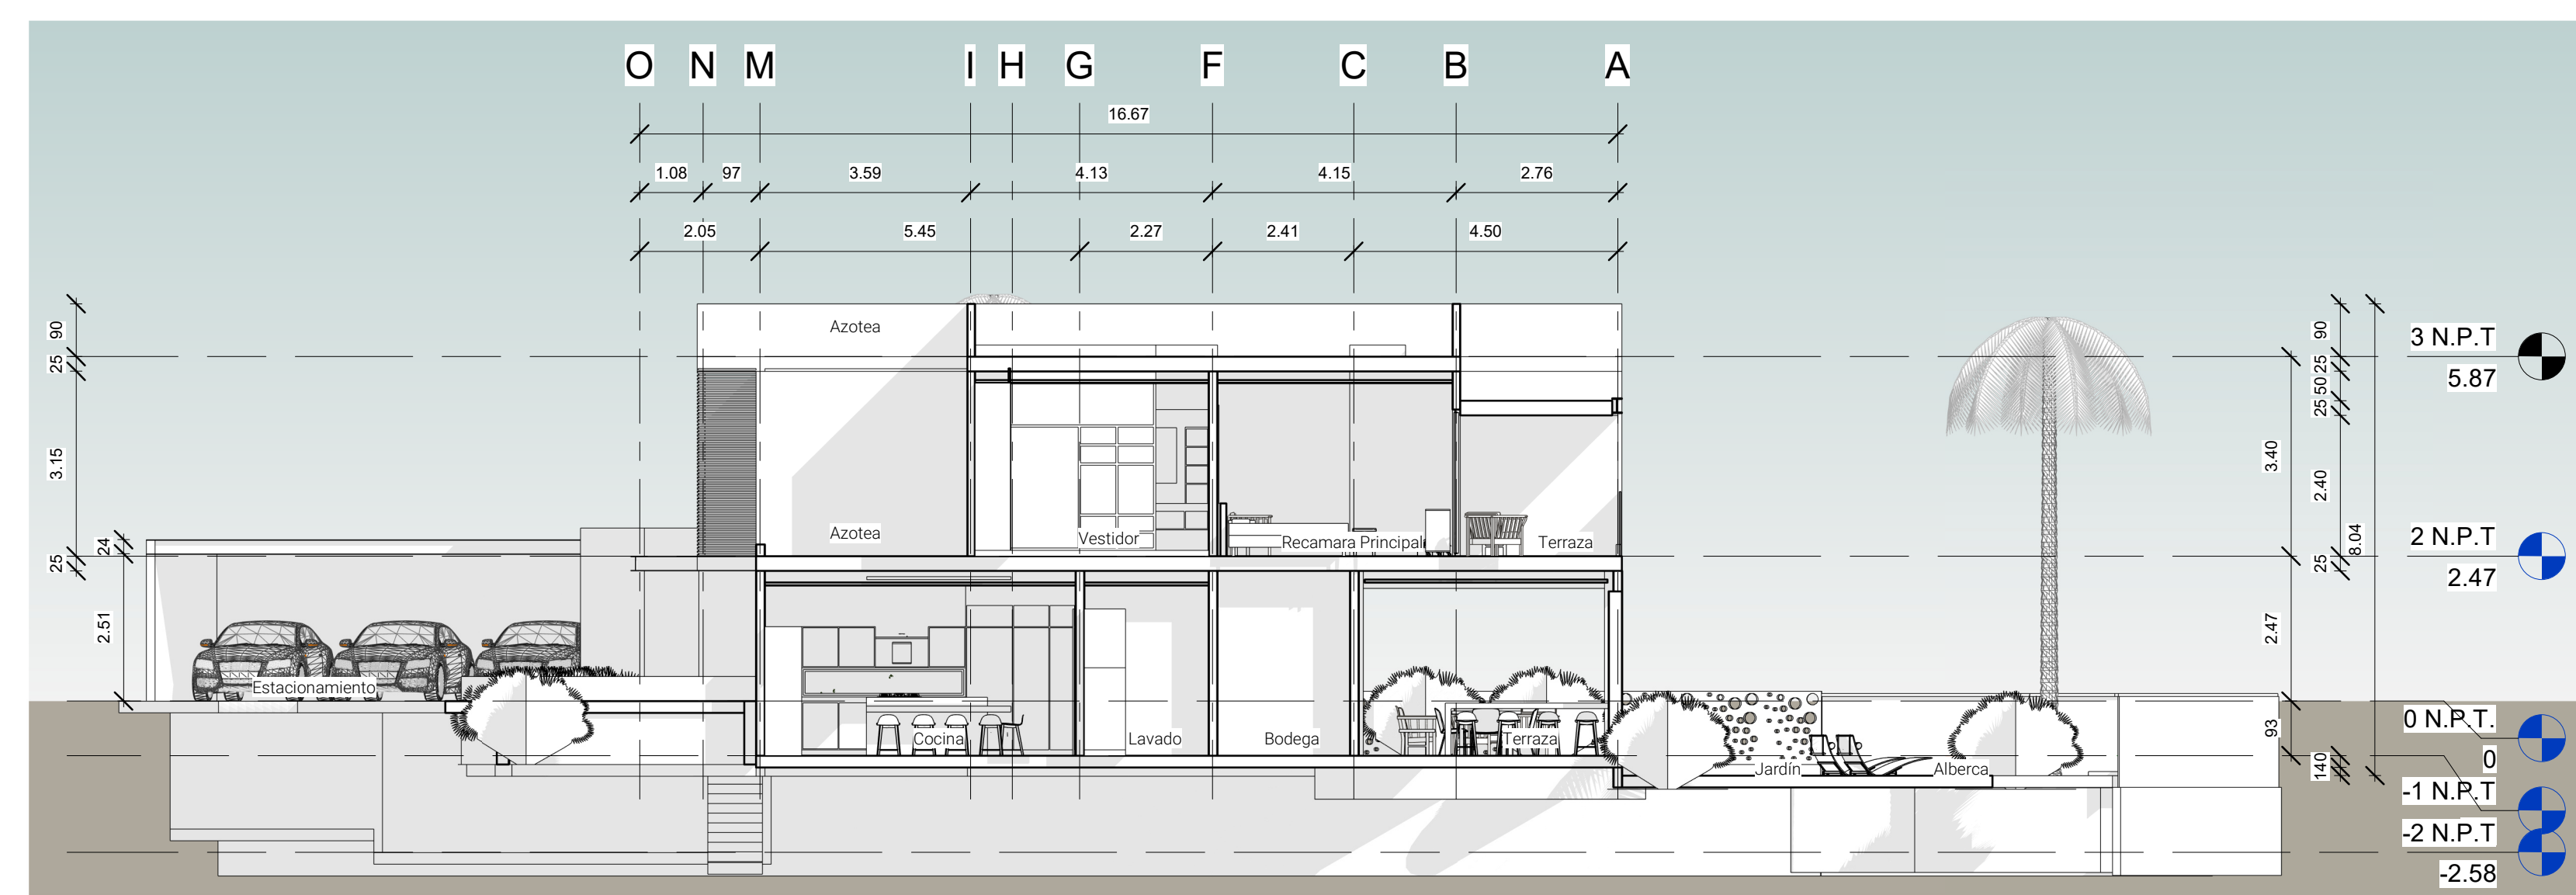 O N M I H G F C B A
16.67
1.08 97 3.59 4.13 4.15 2.76
2.05 5.45 2.27 2.41 4.50
90
25
3.15
25
24
2.51
Azotea
Azotea
Vestidor
Recamara Principal
Terraza
Estacionamiento
Cocina
Lavado
Bodega
Terraza
Jardín
Alberca
3.40
2.47
93
90
25
50
25
2.40
25
140
8.04
3 N.P.T
5.87
2 N.P.T
2.47
0 N.P.T.
0
-1 N.P.T
-2 N.P.T
-2.58